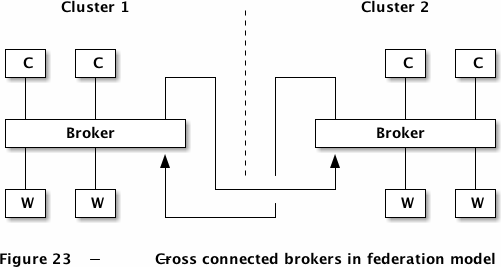 Cluster 1 Cluster 2
C C C C
Broker Broker
W W W W
Figure 23 — Cross connected brokers in federation model